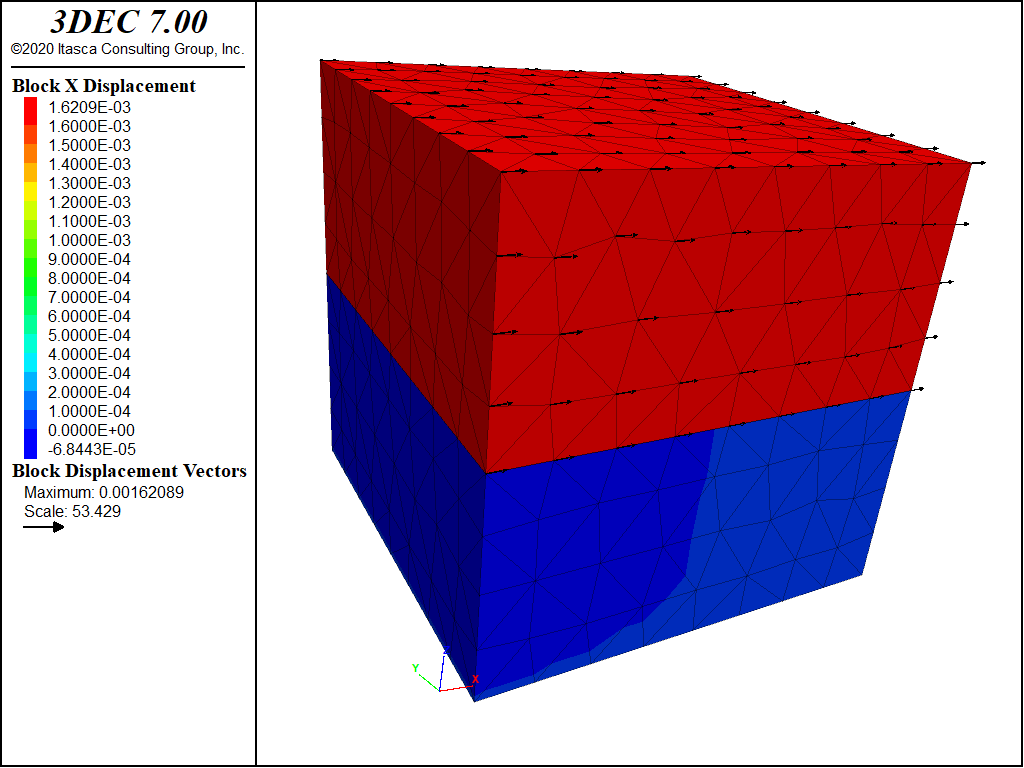 3DEC 7.00
©2020 Itasca Consulting Group, Inc.
Block X Displacement
1.6209E-03
1.6000E-03
1.5000E-03
1.4000E-03
1.3000E-03
1.2000E-03
1.1000E-03
1.0000E-03
9.0000E-04
8.0000E-04
7.0000E-04
6.0000E-04
5.0000E-04
4.0000E-04
3.0000E-04
2.0000E-04
1.0000E-04
0.0000E+00
-6.8443E-05
Block Displacement Vectors
Maximum: 0.00162089
Scale: 53.429
Y
X